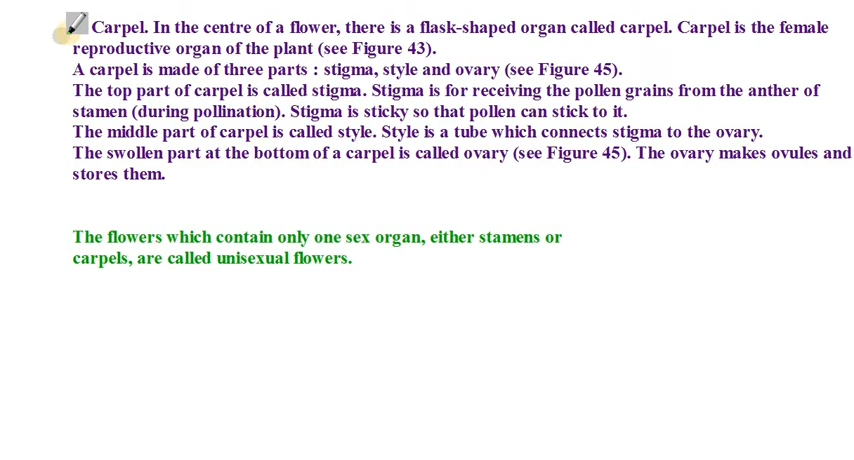 Carpel. In the centre of a flower, there is a flask-shaped organ called carpel. Carpel is the female
reproductive organ of the plant (see Figure 43).
A carpel is made of three parts : stigma, style and ovary (see Figure 45).
The top part of carpel is called stigma. Stigma is for receiving the pollen grains from the anther of
stamen (during pollination). Stigma is sticky so that pollen can stick to it.
The middle part of carpel is called style. Style is a tube which connects stigma to the ovary.
The swollen part at the bottom of a carpel is called ovary (see Figure 45). The ovary makes ovules and
stores them.
The flowers which contain only one sex organ, either stamens or
carpels, are called unisexual flowers.